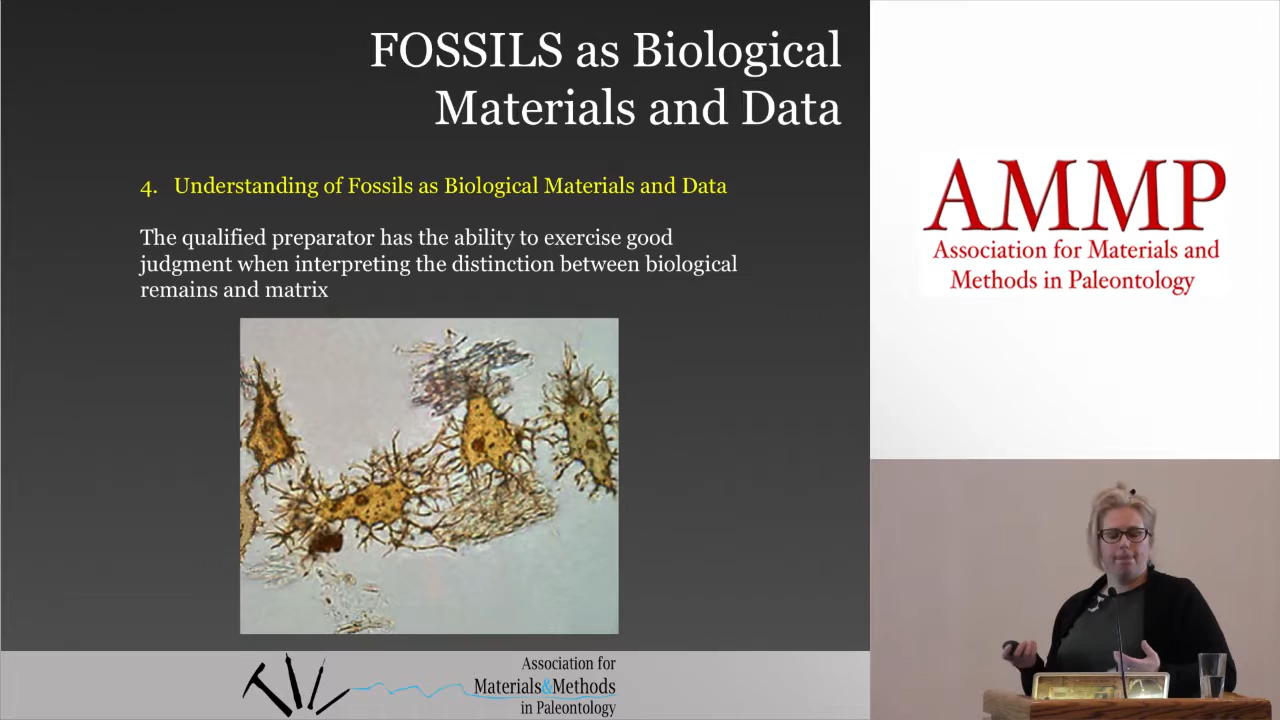 FOSSILS as Biological
Materials and Data
4. Understanding of Fossils as Biological Materials and Data
The qualified preparator has the ability to exercise good
judgment when interpreting the distinction between biological
remains and matrix
Association for
Materials&Methods
in Paleontology
AMMP
Association for Materials and
Methods in Paleontology